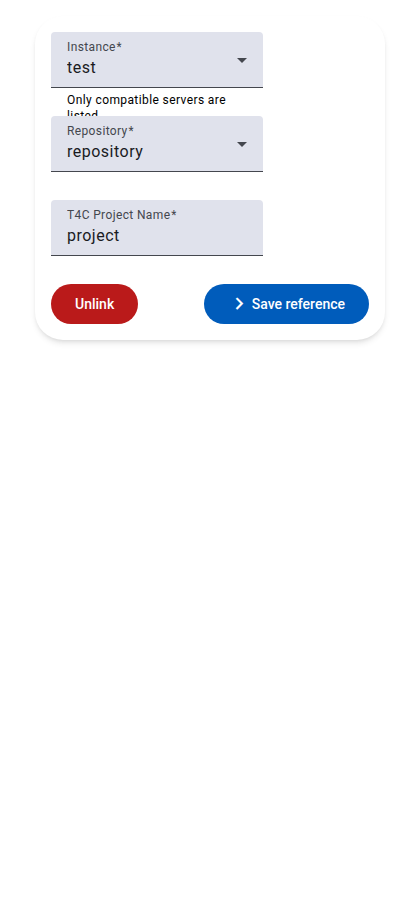 Instance*
test
Only compatible servers are
listed
Repository*
repository
T4C Project Name*
project
Unlink
Save reference